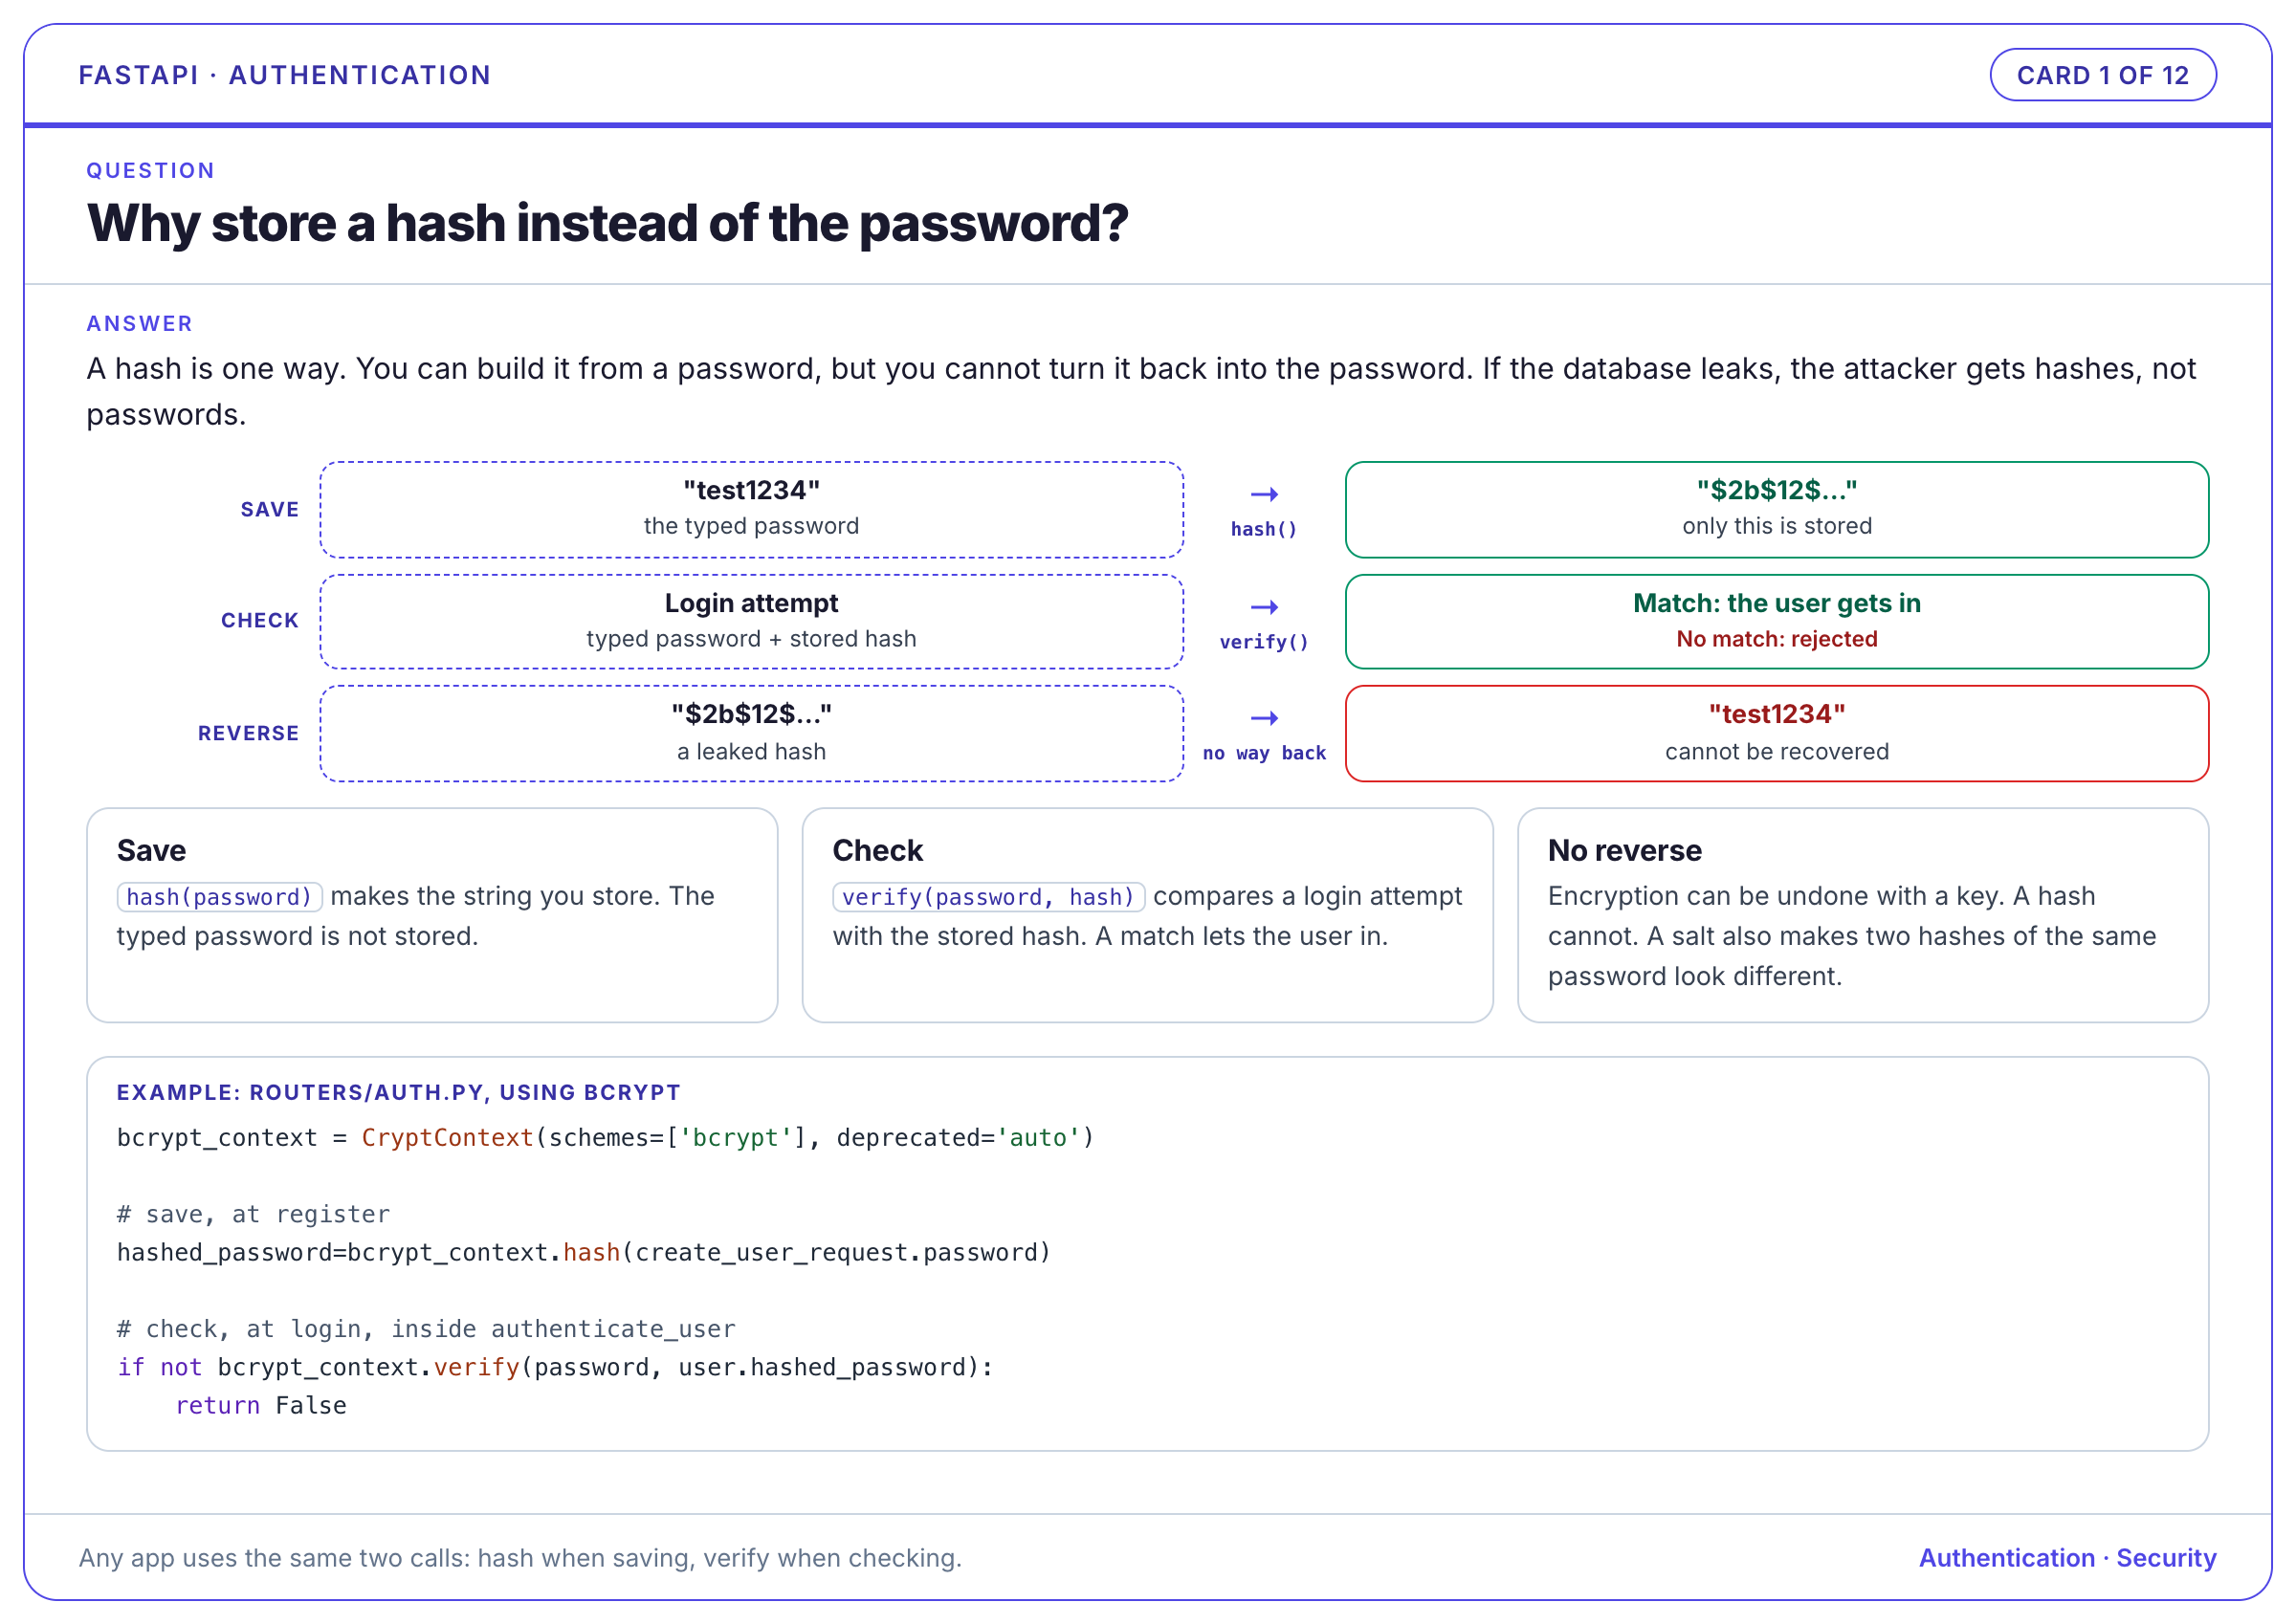 FASTAPI · AUTHENTICATION
CARD 1 OF 12
QUESTION
Why store a hash instead of the password?
ANSWER
A hash is one way. You can build it from a password, but you cannot turn it back into the password. If the database leaks, the attacker gets hashes, not
passwords.
SAVE
"test1234"
the typed password
→
hash()
"$2b$12$..."
only this is stored
CHECK
Login attempt
typed password + stored hash
→
verify()
Match: the user gets in
No match: rejected
REVERSE
"$2b$12$..."
a leaked hash
→
no way back
"test1234"
cannot be recovered
Save
hash(password) makes the string you store. The
typed password is not stored.
Check
verify(password, hash) compares a login attempt
with the stored hash. A match lets the user in.
No reverse
Encryption can be undone with a key. A hash
cannot. A salt also makes two hashes of the same
password look different.
EXAMPLE: ROUTERS/AUTH.PY, USING BCRYPT
bcrypt_context = CryptContext(schemes=['bcrypt'], deprecated='auto')
# save, at register
hashed_password=bcrypt_context.hash(create_user_request.password)
# check, at login, inside authenticate_user
if not bcrypt_context.verify(password, user.hashed_password):
    return False
Any app uses the same two calls: hash when saving, verify when checking.
Authentication · Security